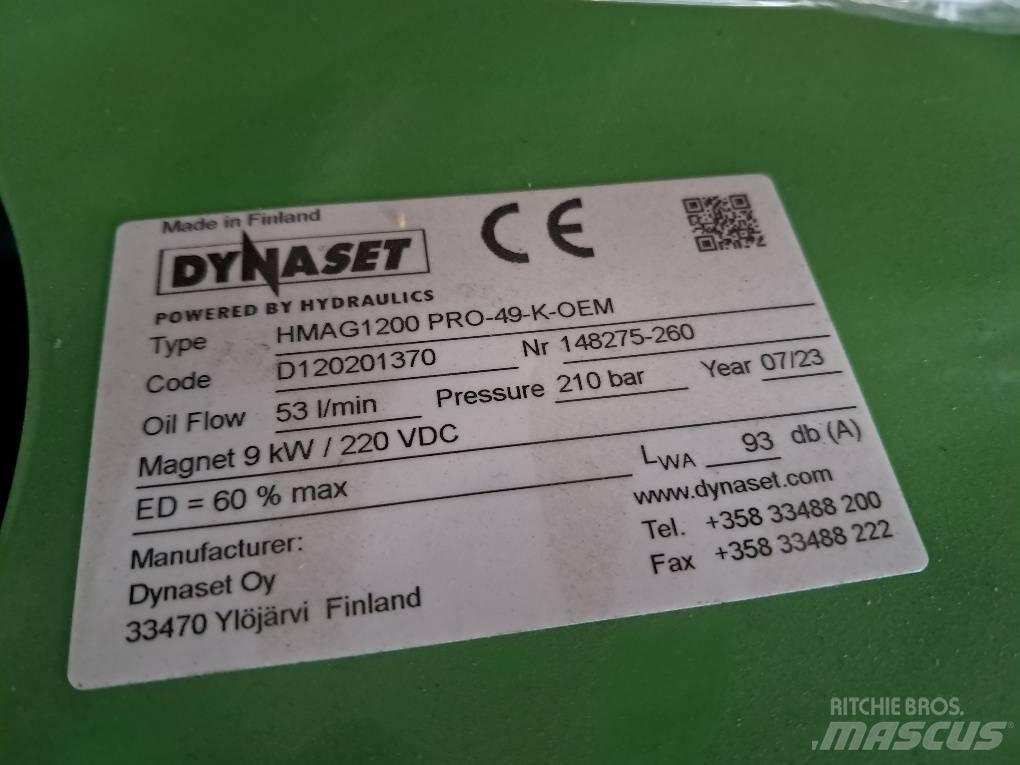 Made in Finland
DYNASET
POWERED BY HYDRAULICS
CE
Type HMAG1200 PRO-49-K-OEM
Code D120201370 Nr 148275-260
Oil Flow 53 l/min Pressure 210 bar Year 07/23
Magnet 9 kW / 220 VDC
ED = 60 % max LWA 93 db (A)
Manufacturer:
Dynaset Oy
33470 Ylöjärvi Finland
www.dynaset.com
Tel. +358 33488 200
Fax +358 33488 222
RITCHIE BROS.
MASCUS